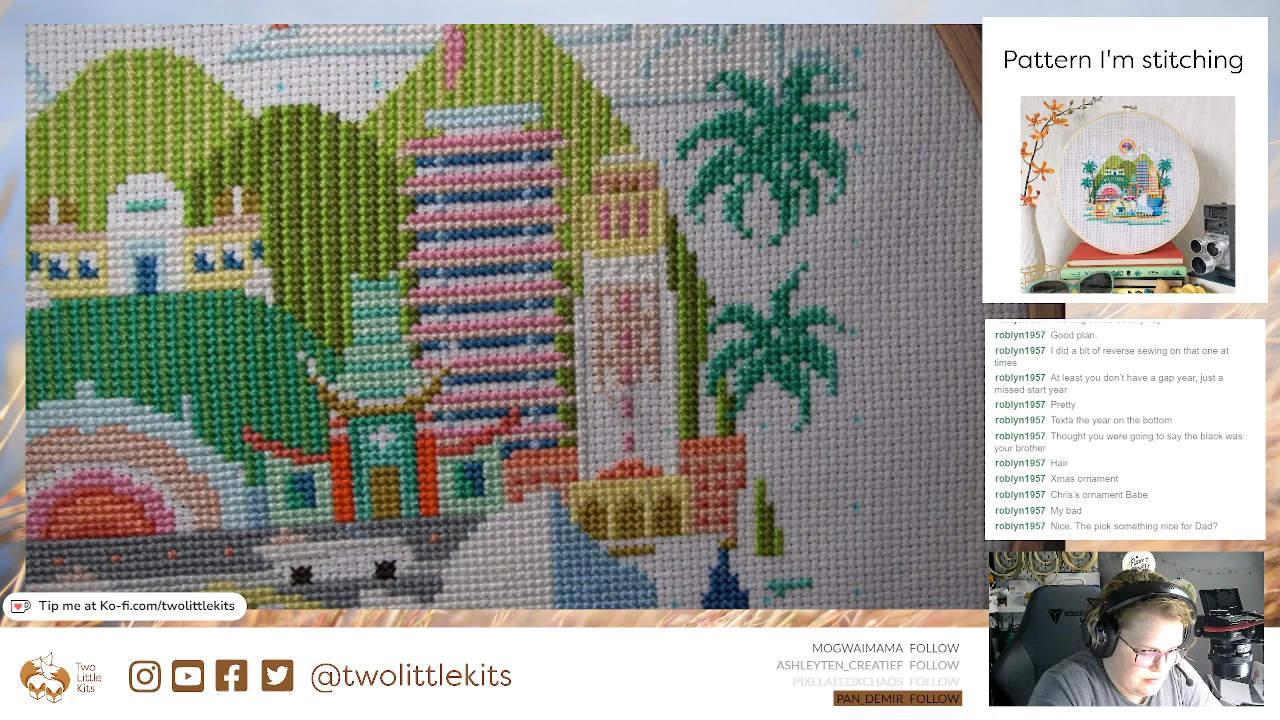 Pattern I'm stitching
roblyn1957 Good plan.
roblyn1957 I did a bit of reverse sewing on that one at
times
roblyn1957 At least you don't have a gap year, just a
missed start year
roblyn1957 Pretty
roblyn1957 Texta the year on the bottom
roblyn1957 Thought you were going to say the black was
your brother
roblyn1957 Hair
roblyn1957 Xmas ornament
roblyn1957 Chris's ornament Babe
roblyn1957 My bad
roblyn1957 Nice. The pick something nice for Dad?
Tip me at Ko-fi.com/twolittlekits
Two
Little
Kits
@twolittlekits
MOGWAIMAMA FOLLOW
ASHLEYTEN_CREATIEF FOLLOW
PIXELATEDXCHAOS FOLLOW
PAN_DEMIR FOLLOW